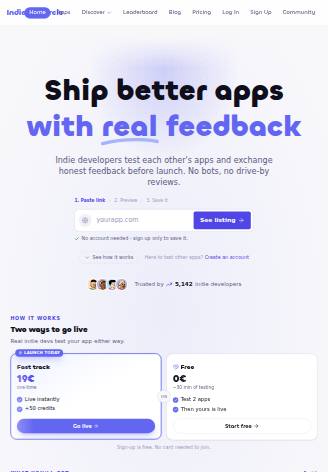 Home
Discover
Leaderboard
Blog
Pricing
Log In
Sign Up
Community
Ship better apps
with real feedback
Indie developers test each other's apps and exchange
honest feedback before launch. No bots, no drive-by
reviews.
1. Paste link · 2. Preview · 3. Save it
yourapp.com
See listing →
✓ No account needed · sign up only to save it.
See how it works
Here to test other apps? Create an account
Trusted by 5,142 indie developers
HOW IT WORKS
Two ways to go live
Real indie devs test your app either way.
LAUNCH TODAY
Fast track
19€
one-time
Live instantly
+50 credits
Go live →
OR
Free
0€
~30 min of testing
Test 2 apps
Then yours is live
Start free →
Sign-up is free. No card needed to join.